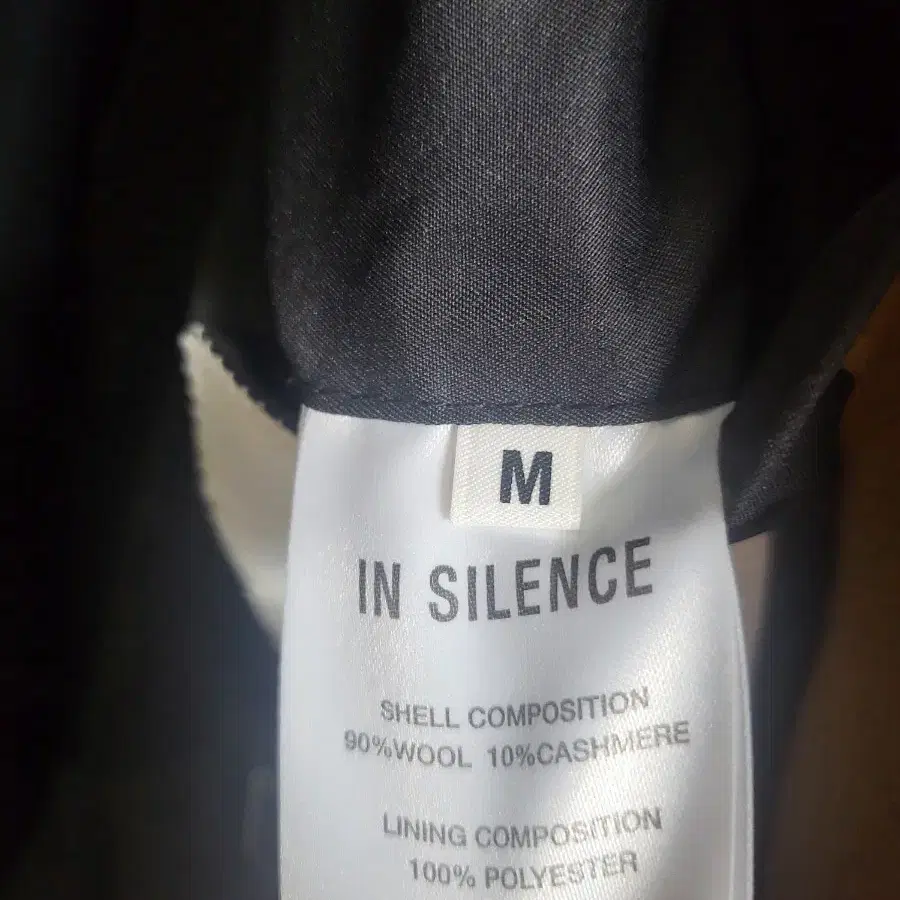 M
IN SILENCE
SHELL COMPOSITION
90%WOOL 10%CASHMERE
LINING COMPOSITION
100% POLYESTER